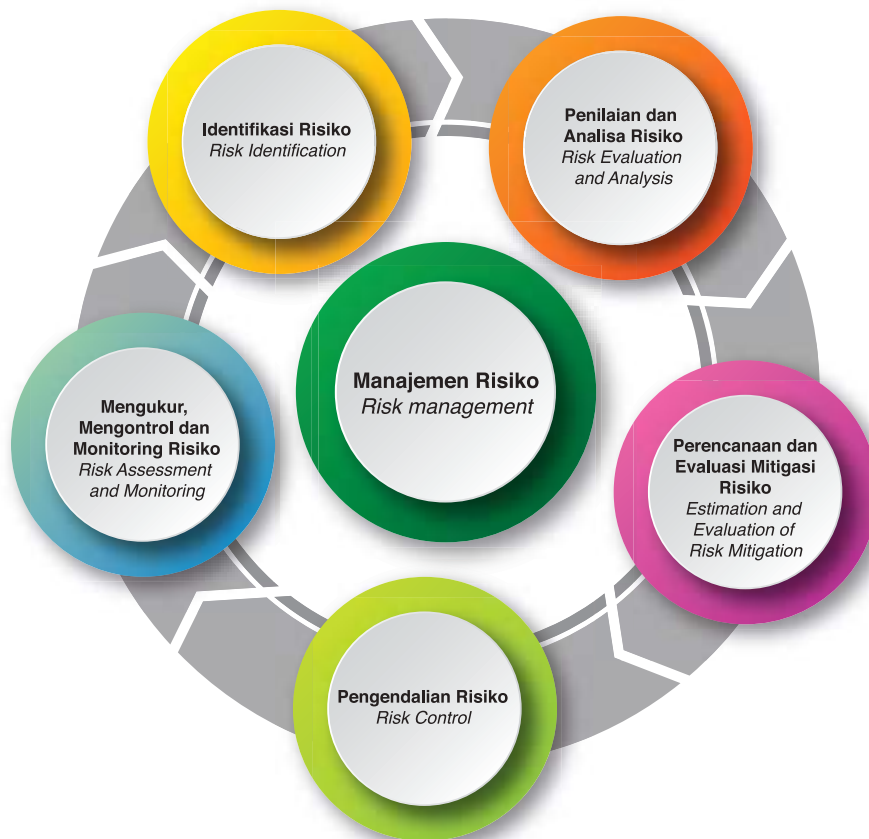 Identifikasi Risiko
Risk Identification
Penilaian dan
Analisa Risiko
Risk Evaluation
and Analysis
Manajemen Risiko
Risk management
Mengukur,
Mengontrol dan
Monitoring Risiko
Risk Assessment
and Monitoring
Perencanaan dan
Evaluasi Mitigasi
Risiko
Estimation and
Evaluation of
Risk Mitigation
Pengendalian Risiko
Risk Control